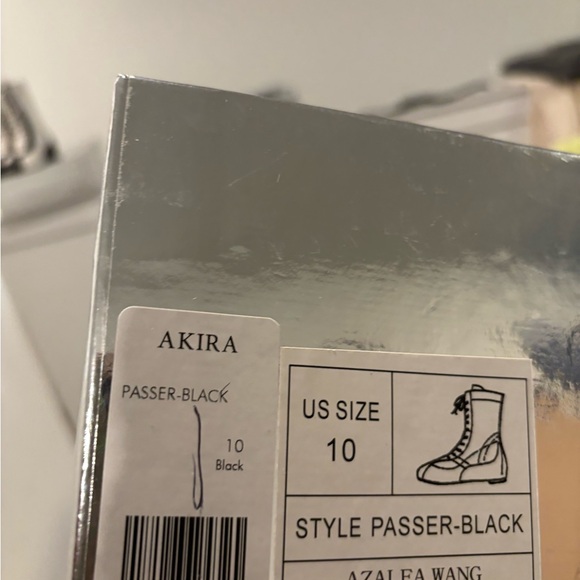 AKIRA
PASSER-BLACK
10
Black
US SIZE
10
STYLE PASSER-BLACK
AZALEA WANG